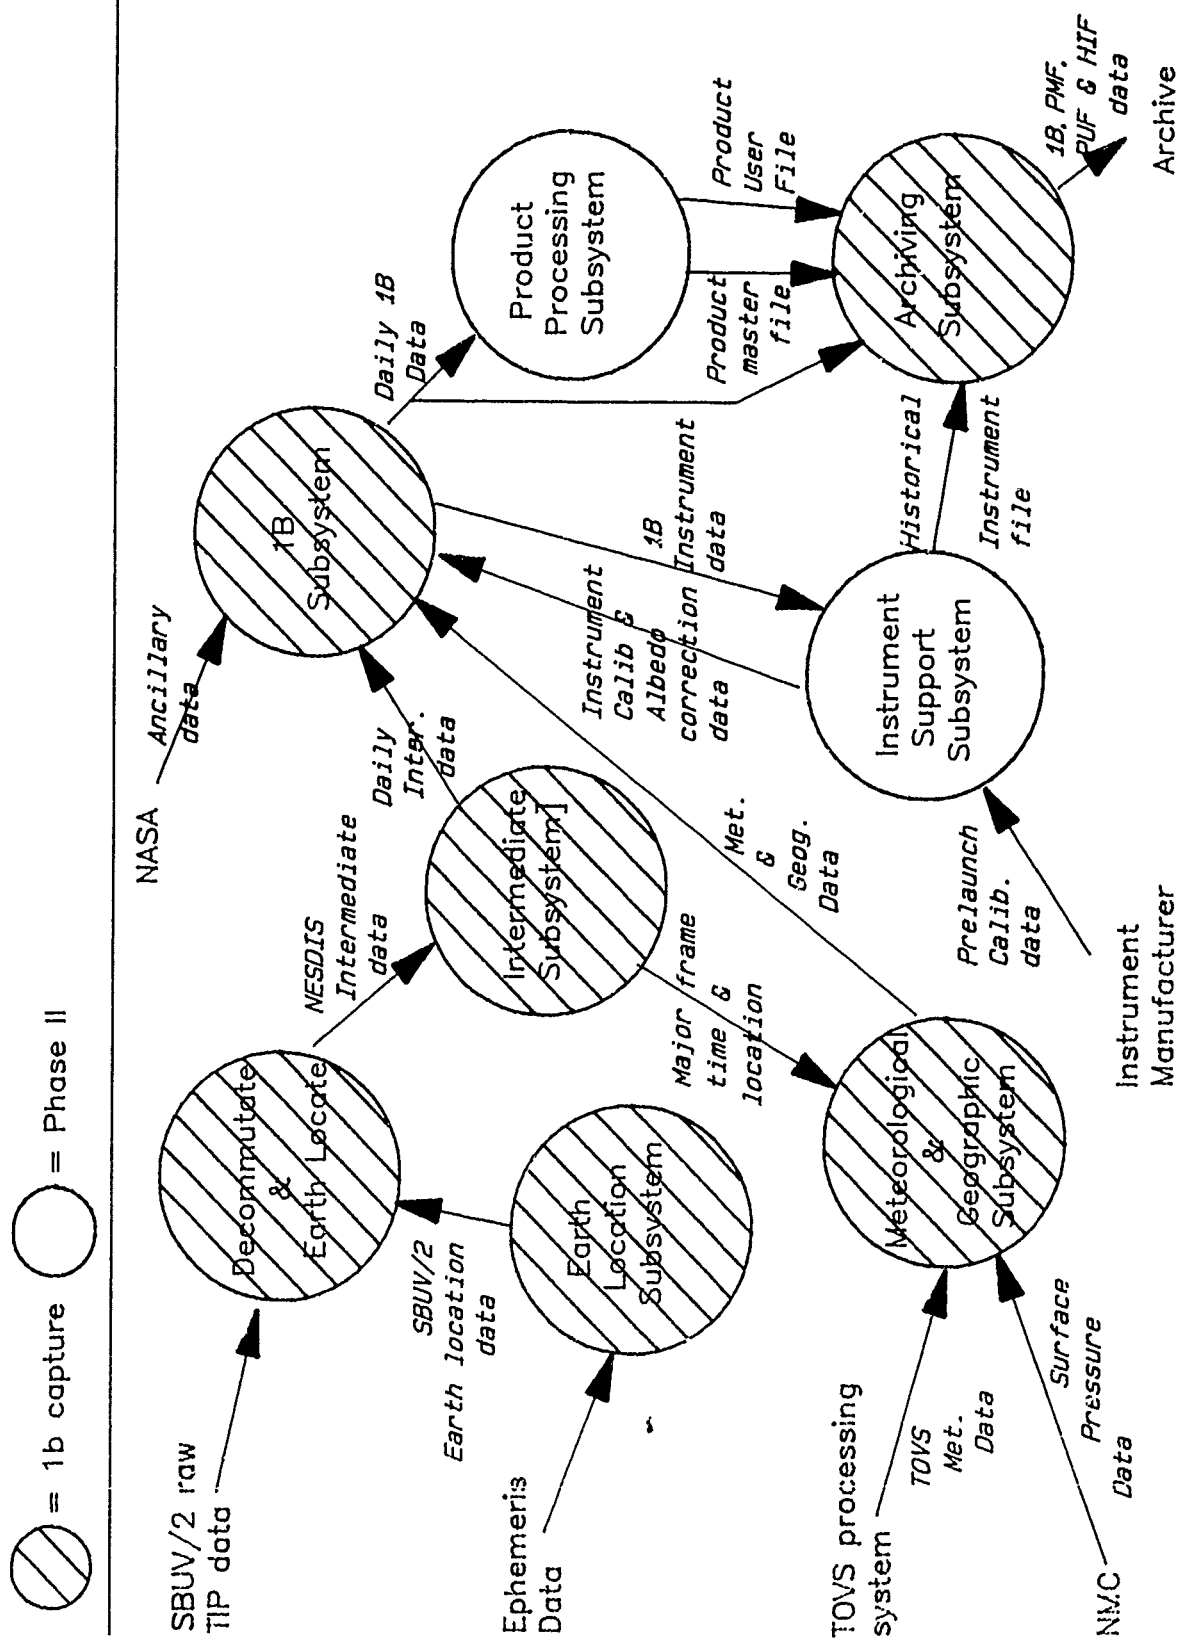 = 1b capture
= Phase II
SBUV/2 raw
TIP data
Decommutate
&
Earth Locate
NESDIS
Intermediate
data
NASA
Ancillary
data
1B
Subsystem
SBUV/2
Earth location
data
Ephemeris
Data
Earth
Location
Subsystem
Intermediate
Subsystem]
Daily
Inter.
data
Daily 1B
Data
Product
Processing
Subsystem
Major frame
time &
location
Met.
&
Geog.
Data
Instrument
Calib &
Albedo
correction
data
1B
Instrument
data
Product
master
file
Product
User
File
TOVS processing
system
TOVS
Met.
Data
Meteorological
&
Geographic
Subsystem
NMC
Surface
Pressure
Data
Instrument
Manufacturer
Prelaunch
Calib.
data
Instrument
Support
Subsystem
Historical
Instrument
file
Archiving
Subsystem
1B, PMF,
PUF & HIF
data
Archive